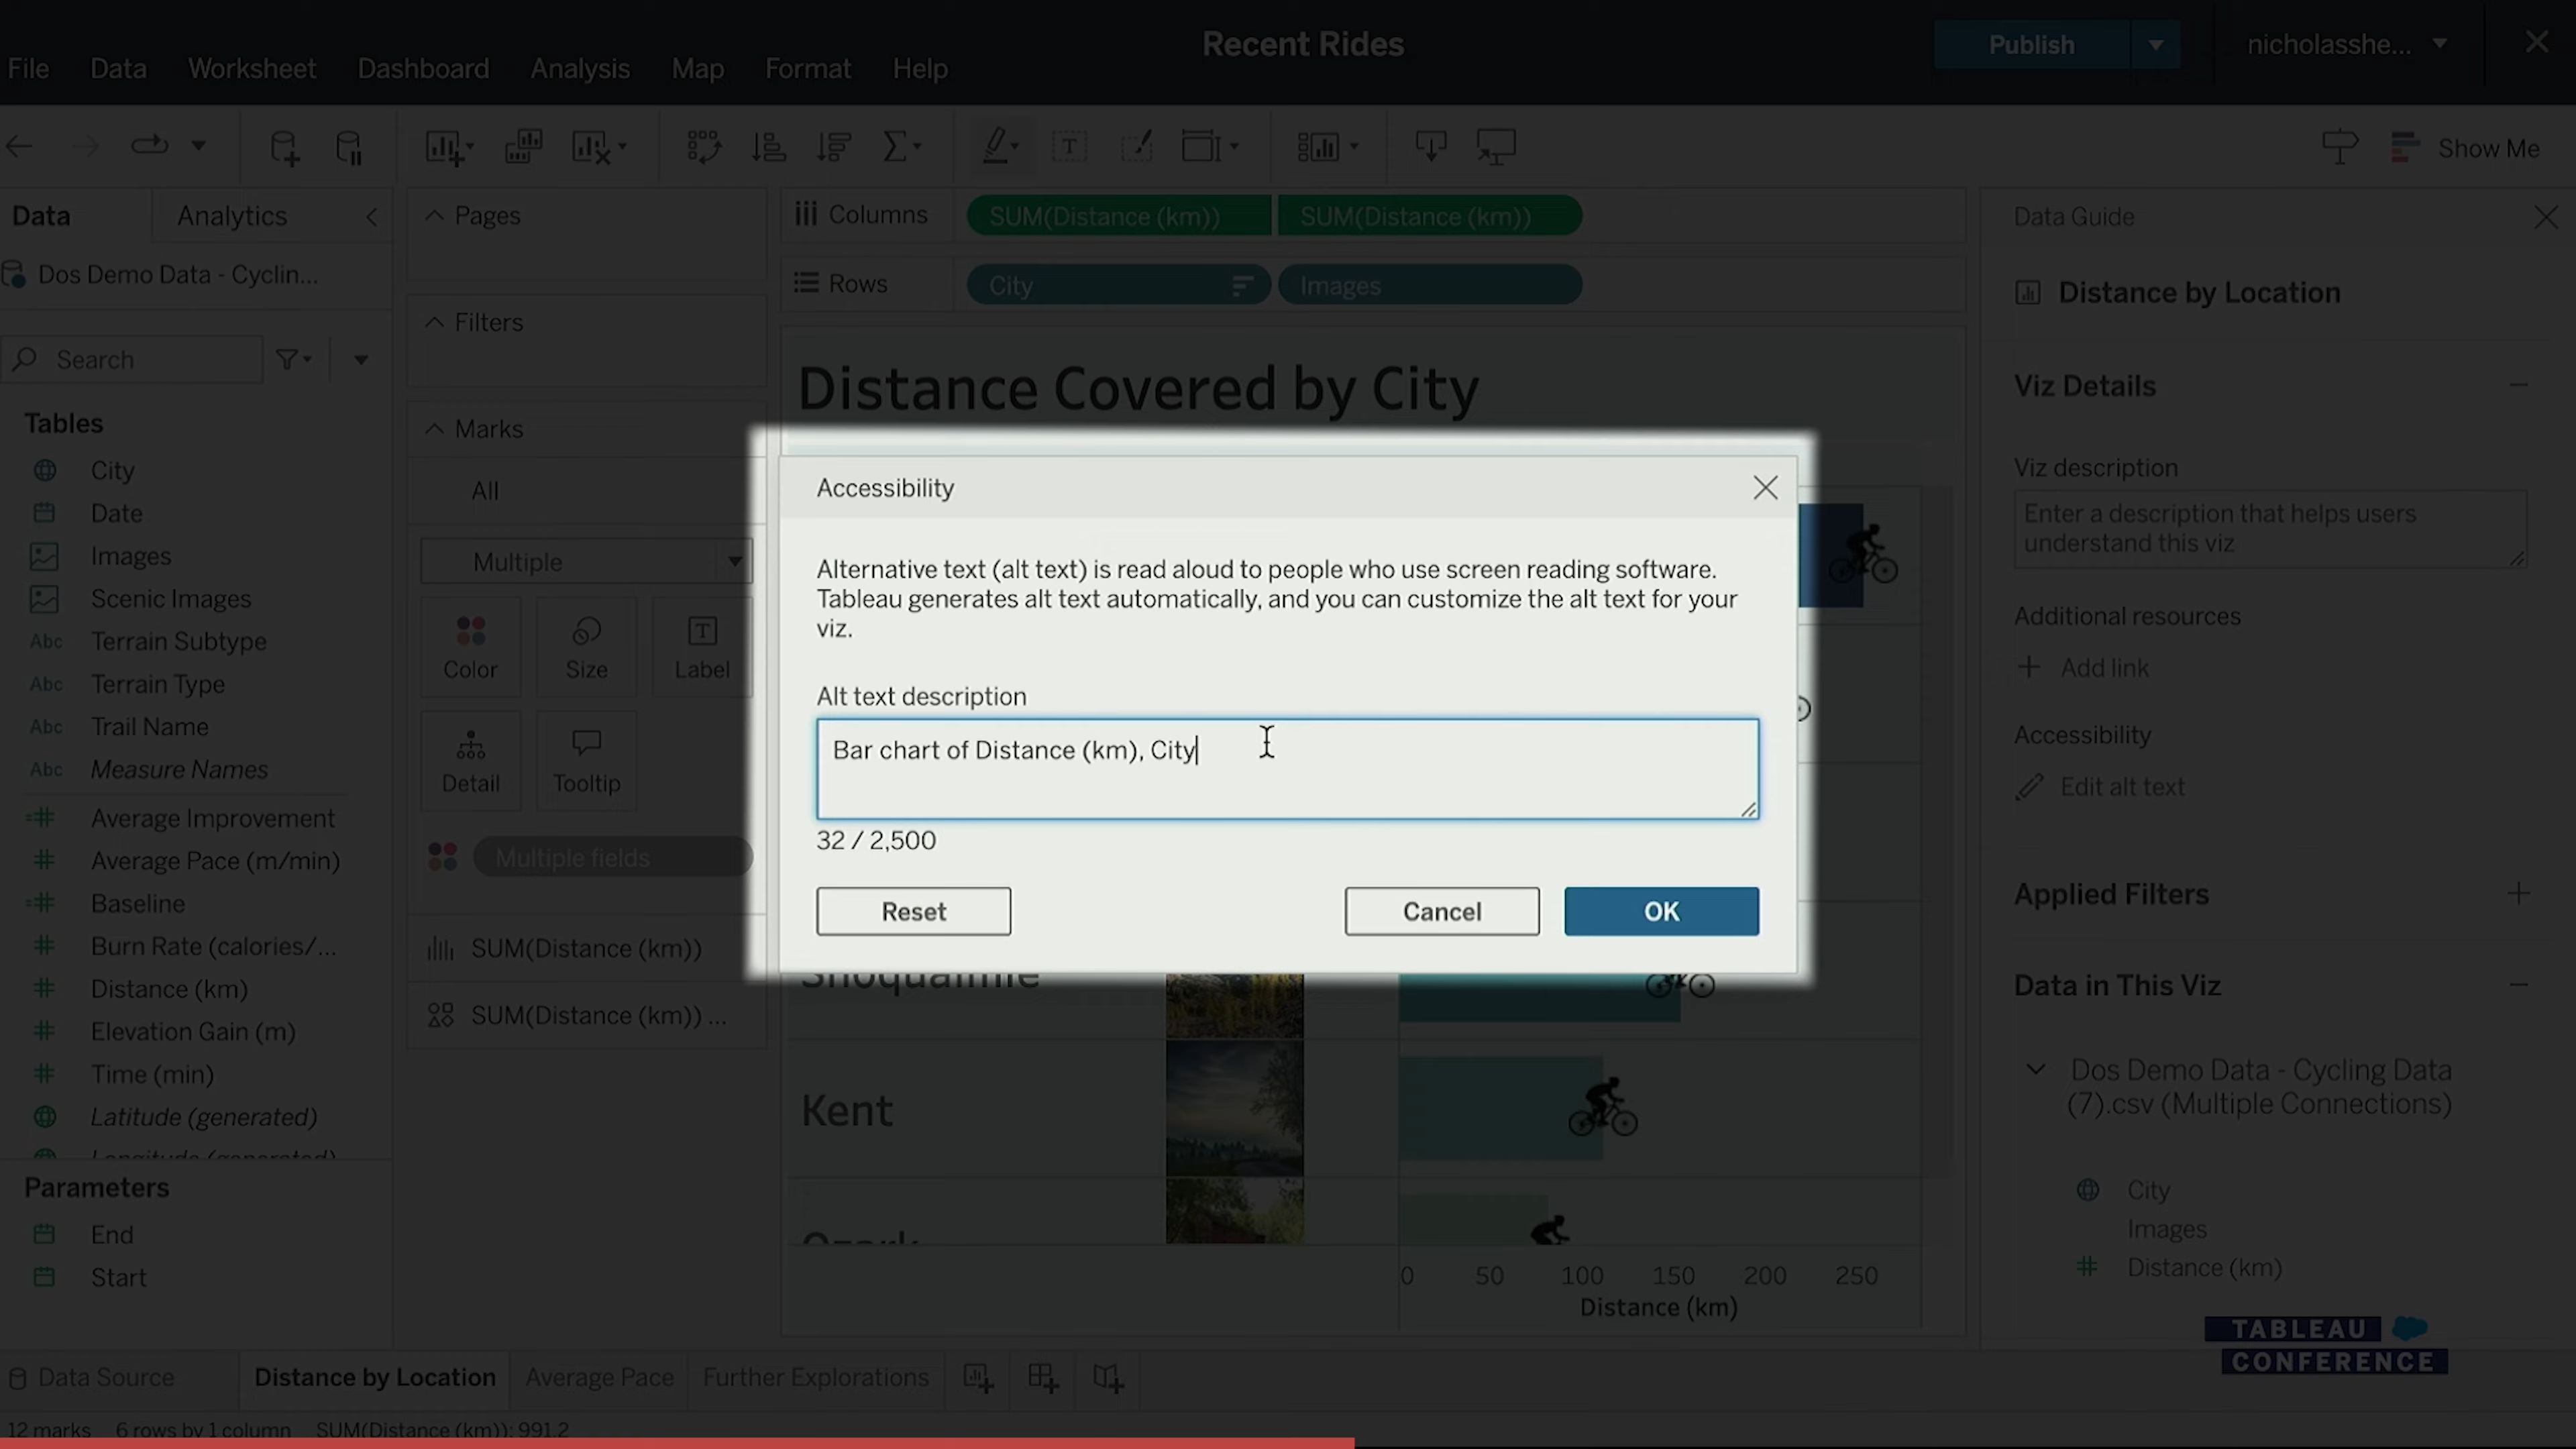 Recent Rides
Publish
nicholasshe...
File
Data
Worksheet
Dashboard
Analysis
Map
Format
Help
Show Me
Data
Analytics
Dos Demo Data - Cyclin...
Search
Tables
City
Date
Images
Scenic Images
Abc Terrain Subtype
Abc Terrain Type
Abc Trail Name
Abc Measure Names
Average Improvement
Average Pace (m/min)
Baseline
Burn Rate (calories/...
Distance (km)
Elevation Gain (m)
Time (min)
Latitude (generated)
Longitude (generated)
Parameters
End
Start
Pages
Filters
Marks
All
Multiple
Color
Size
Label
Detail
Tooltip
Multiple fields
SUM(Distance (km))
SUM(Distance (km)) ...
Columns
SUM(Distance (km))
SUM(Distance (km))
Rows
City
Images
Distance Covered by City
Accessibility
Alternative text (alt text) is read aloud to people who use screen reading software.
Tableau generates alt text automatically, and you can customize the alt text for your
viz.
Alt text description
Bar chart of Distance (km), City
32 / 2,500
Reset
Cancel
OK
Snoqualmie
Kent
Ozark
0
50
100
150
200
250
Distance (km)
Data Guide
Distance by Location
Viz Details
Viz description
Enter a description that helps users
understand this viz
Additional resources
Add link
Accessibility
Edit alt text
Applied Filters
Data in This Viz
Dos Demo Data - Cycling Data
(7).csv (Multiple Connections)
City
Images
Distance (km)
TABLEAU
CONFERENCE
Data Source
Distance by Location
Average Pace
Further Explorations
12 marks
6 rows by 1 column
SUM(Distance (km)): 991.2